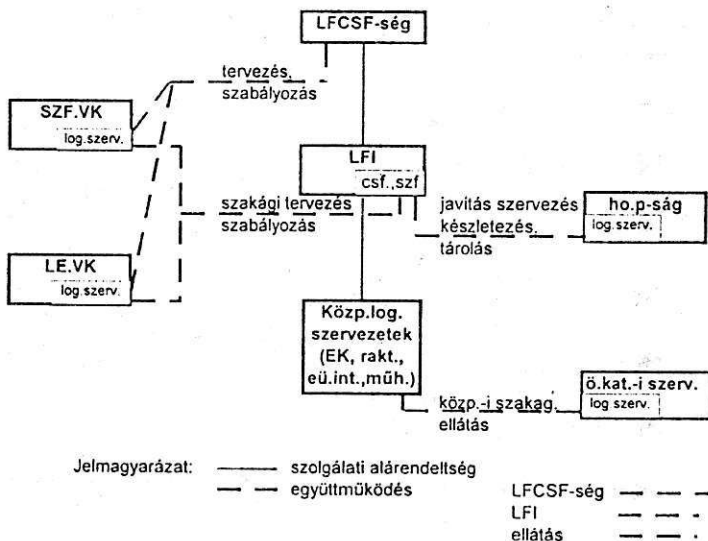 LFCSF-ség
tervezés,
szabályozás
SZF.VK
log.szerv.
LFI
csf.,szf
szakági tervezés
szabályozás
javítás szervezés
készletezés,
tárolás
ho.p-ság
log.szerv.
LE.VK
log.szerv.
Közp.log.
szervezetek
(EK, rakt.,
eü.int.,műh.)
ö.kat.-i szerv.
log.szerv.
közp.-i szakag.
ellátás
Jelmagyarázat:
szolgálati alárendeltség
együttműködés
LFCSF-ség
LFI
ellátás